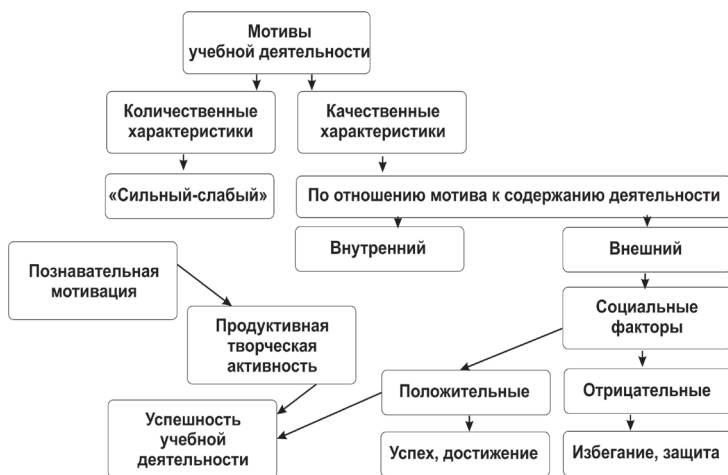 Мотивы
учебной деятельности
Количественные
характеристики
Качественные
характеристики
«Сильный-слабый»
По отношению мотива к содержанию деятельности
Внутренний
Внешний
Познавательная
мотивация
Социальные
факторы
Продуктивная
творческая
активность
Положительные
Отрицательные
Успешность
учебной
деятельности
Успех, достижение
Избегание, защита